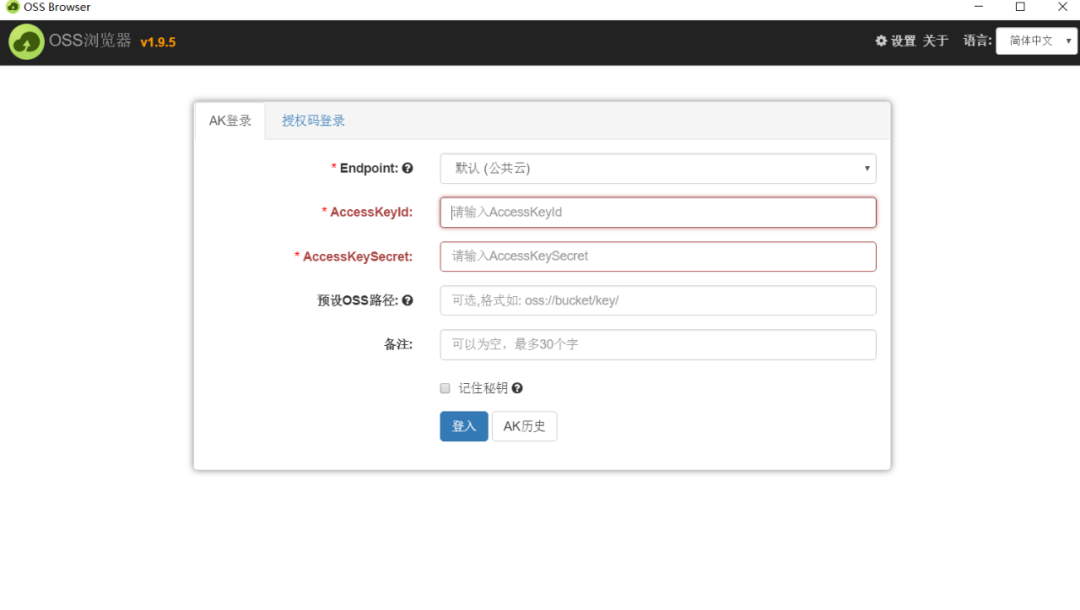 OSS Browser
OSS浏览器 v1.9.5 设置 关于 语言: 简体中文
AK登录 授权码登录
* Endpoint: 默认 (公共云)
* AccessKeyId: 请输入AccessKeyId
* AccessKeySecret: 请输入AccessKeySecret
预设OSS路径: 可选,格式如: oss://bucket/key/
备注: 可以为空，最多30个字
记住秘钥
登入 AK历史